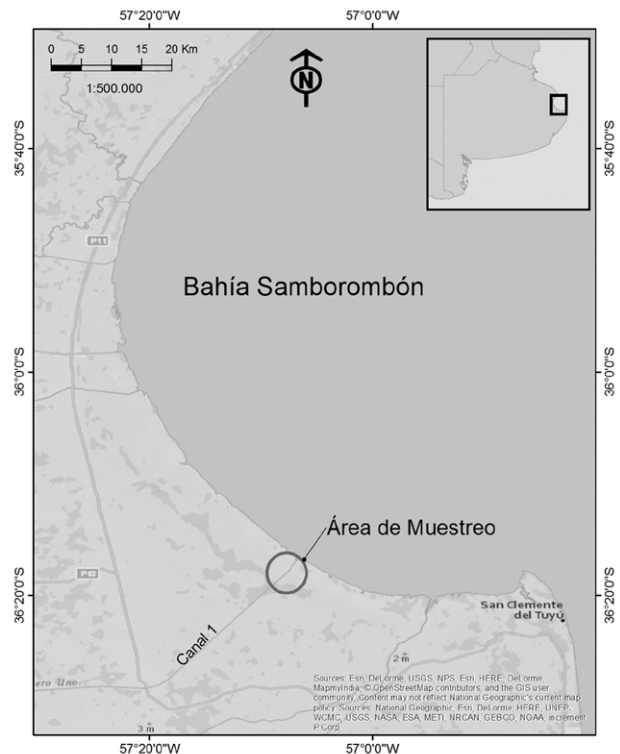 57°20'0"W
57°0'0"W
0 5 10 15 20 Km
1:500.000
N
35°40'0"S
35°40'0"S
P11
Bahía Samborombón
36°0'0"S
36°0'0"S
Área de Muestreo
P63
36°20'0"S
36°20'0"S
San Clemente
del Tuyú
Canal 1
2 m
ero Uno
Sources: Esri, DeLorme, USGS, NPS, Esri, HERE, DeLorme,
MapmyIndia, © OpenStreetMap contributors, and the GIS user
community, Content may not reflect National Geographic's current map
policy. Sources: National Geographic, Esri, DeLorme, HERE, UNEP-
WCMC, USGS, NASA, ESA, METI, NRCAN, GEBCO, NOAA, increment
P Corp.
3 m
57°20'0"W
57°0'0"W